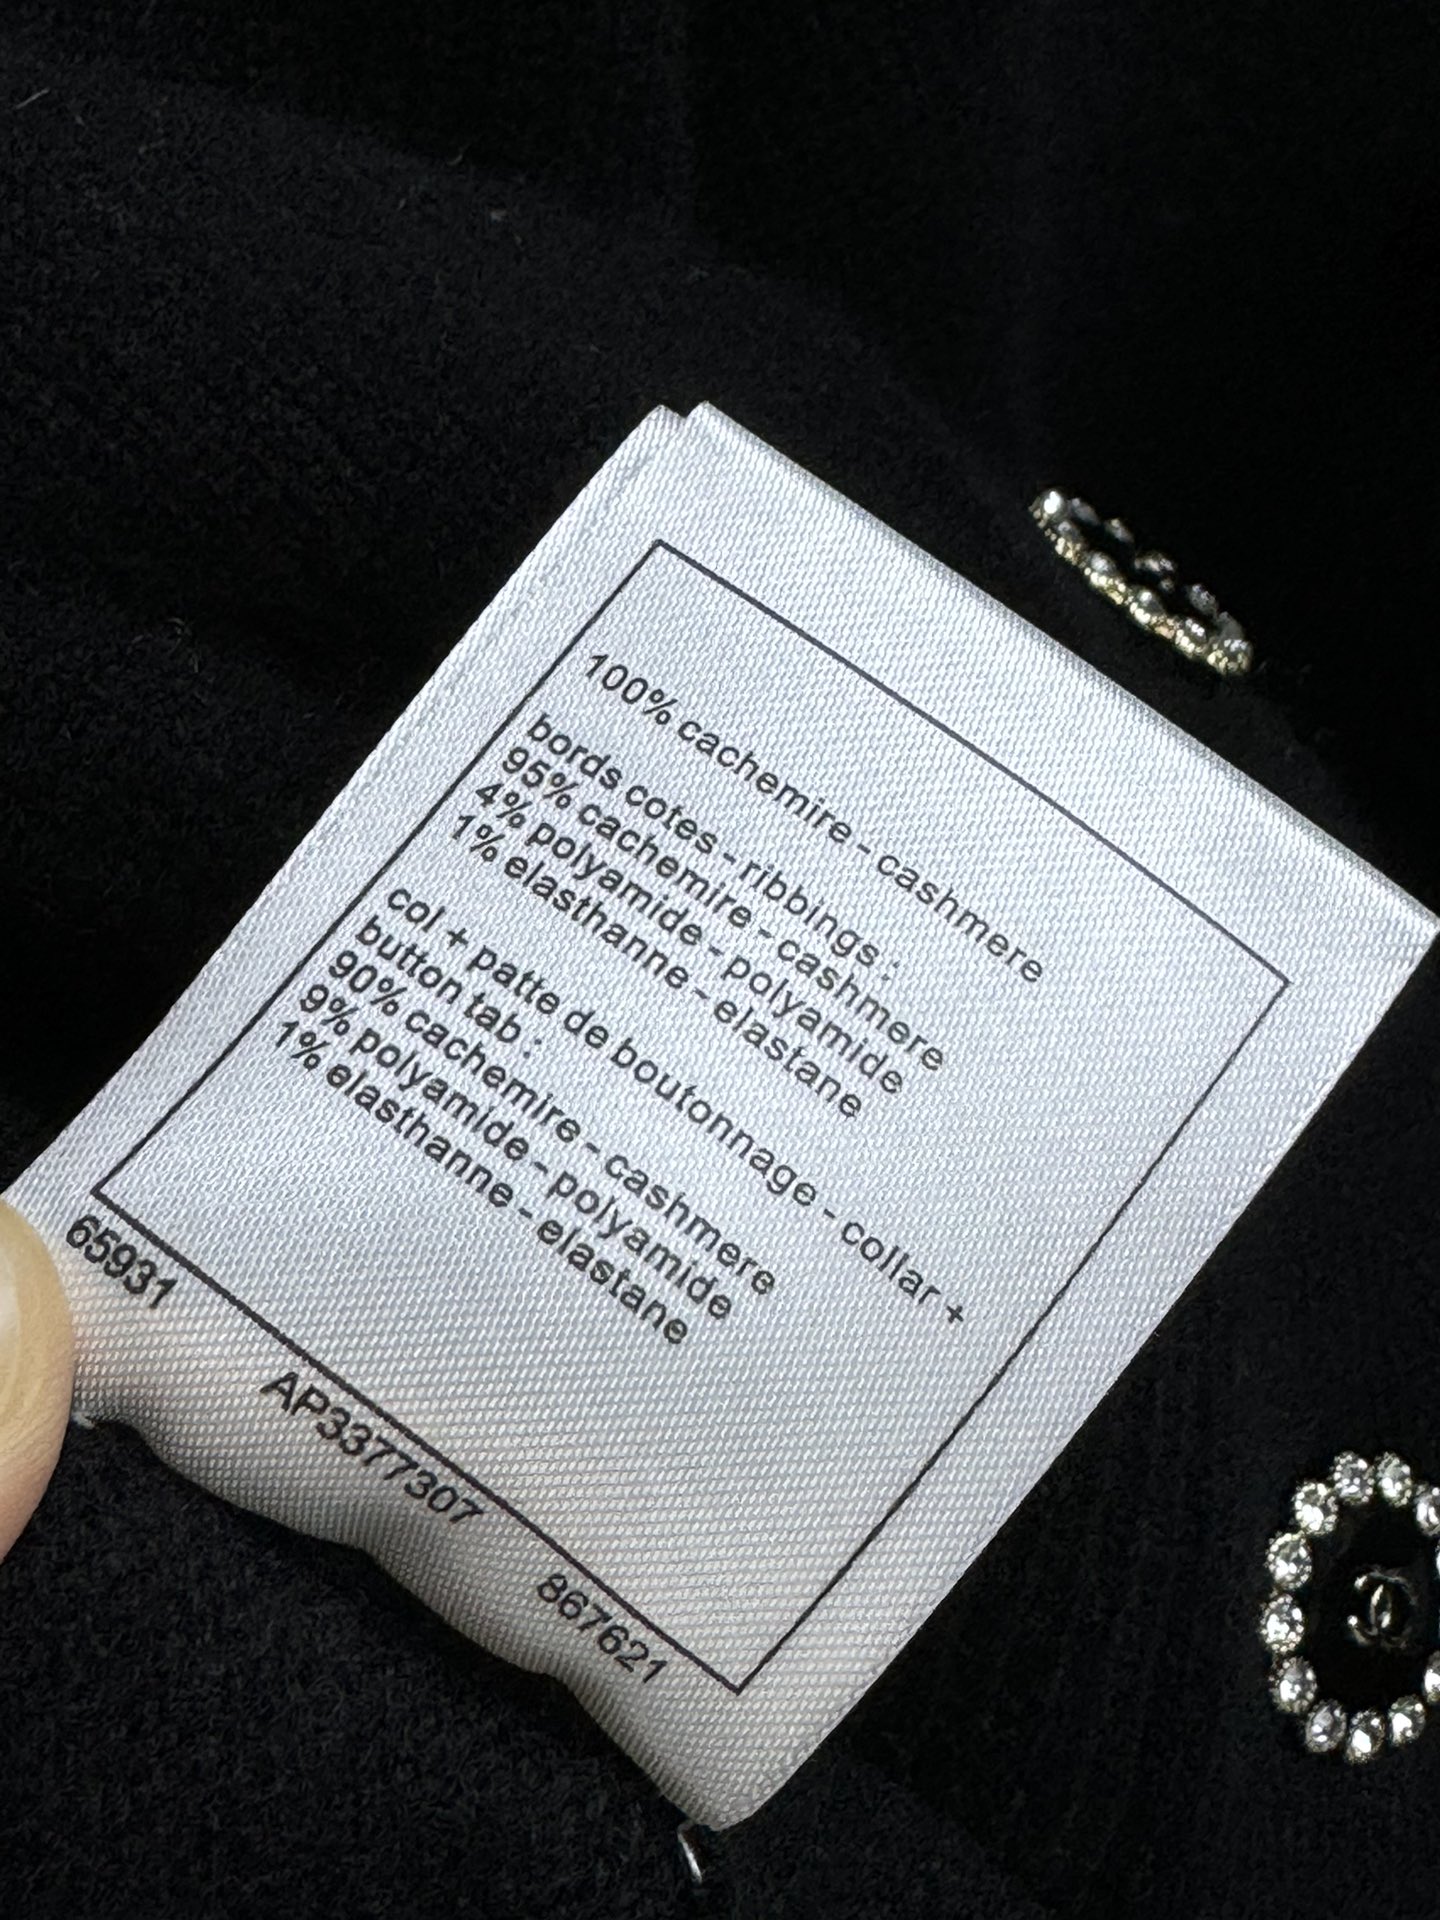 100% cachemire - cashmere
bords cotes - ribbings :
95% cachemire - cashmere
4% polyamide - polyamide
1% elasthanne - elastane
col + patte de boutonnage - collar +
button tab :
90% cachemire - cashmere
9% polyamide - polyamide
1% elasthanne - elastane
65931
AP3377307
867621